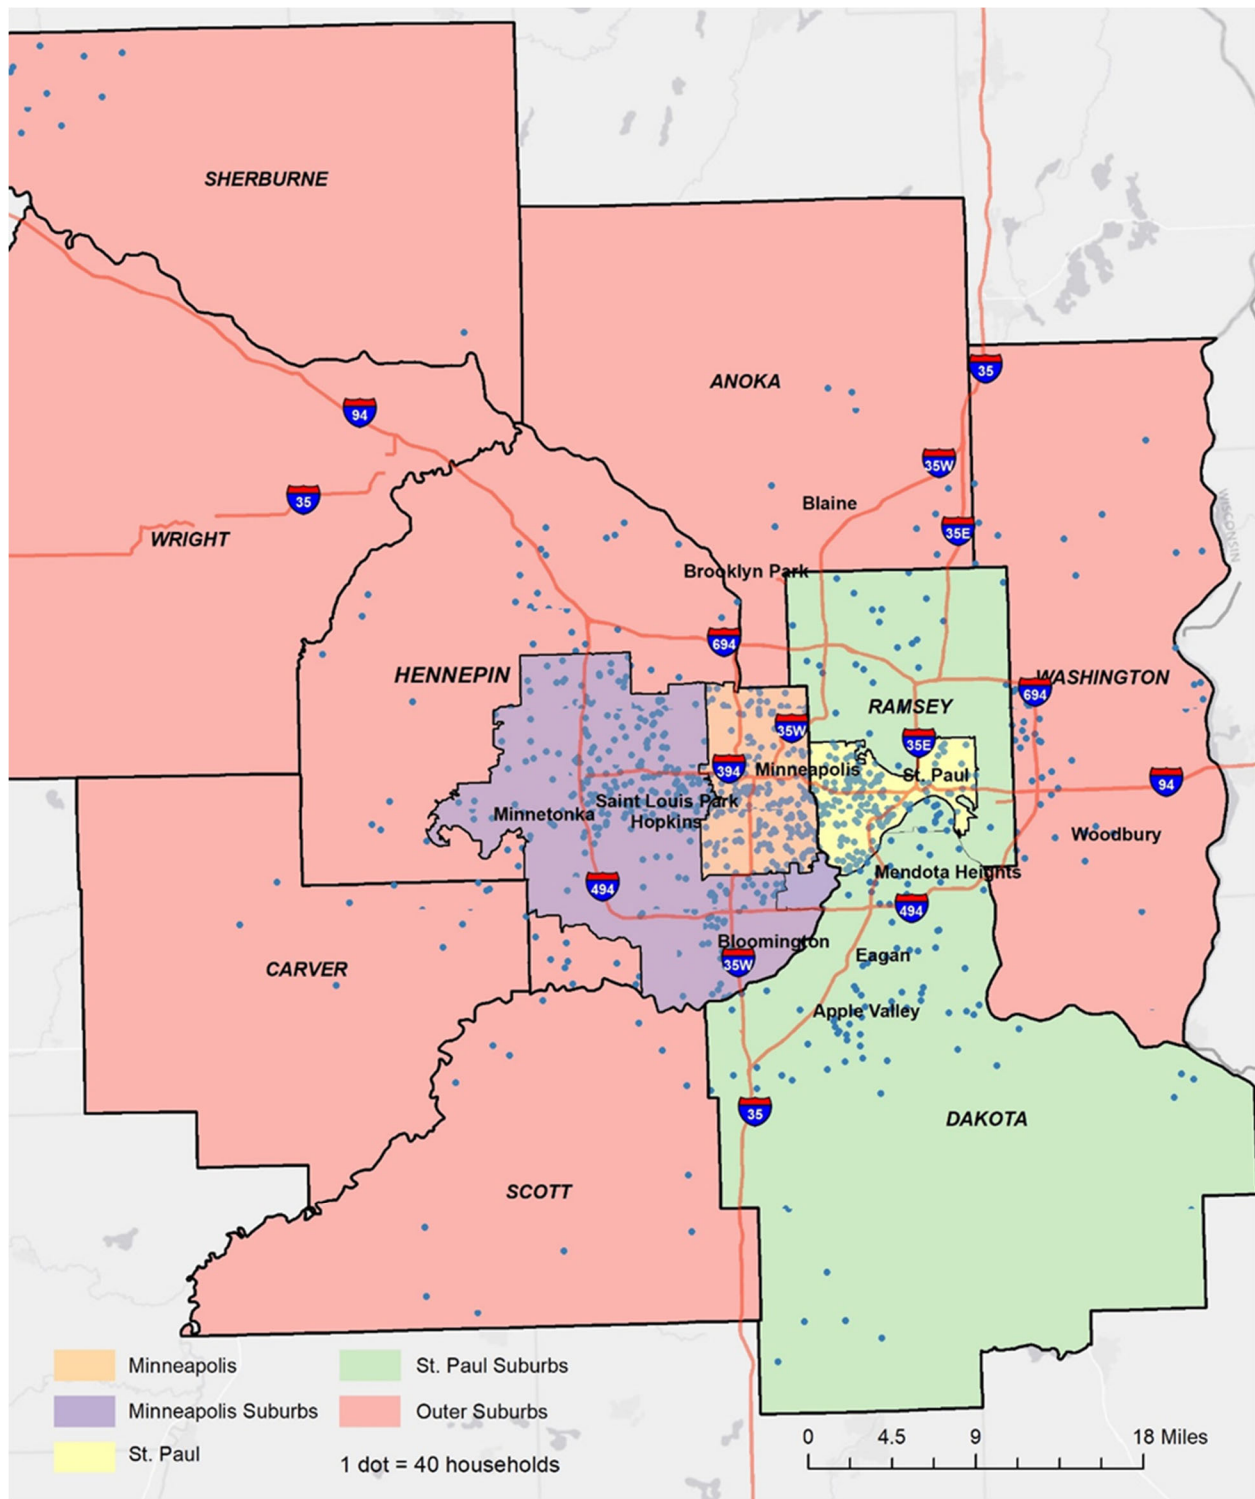 SHERBURNE
ANOKA
35
94
35W
35
Blaine
WISCONSIN
35E
WRIGHT
Brooklyn Park
694
HENNEPIN
WASHINGTON
694
RAMSEY
35W
35E
394
Minneapolis
St. Paul
94
Saint Louis Park
Minnetonka
Hopkins
Woodbury
Mendota Heights
494
494
Bloomington
35W
Eagan
CARVER
Apple Valley
35
DAKOTA
SCOTT
Minneapolis
St. Paul Suburbs
Minneapolis Suburbs
Outer Suburbs
St. Paul
1 dot = 40 households
0 4.5 9 18 Miles